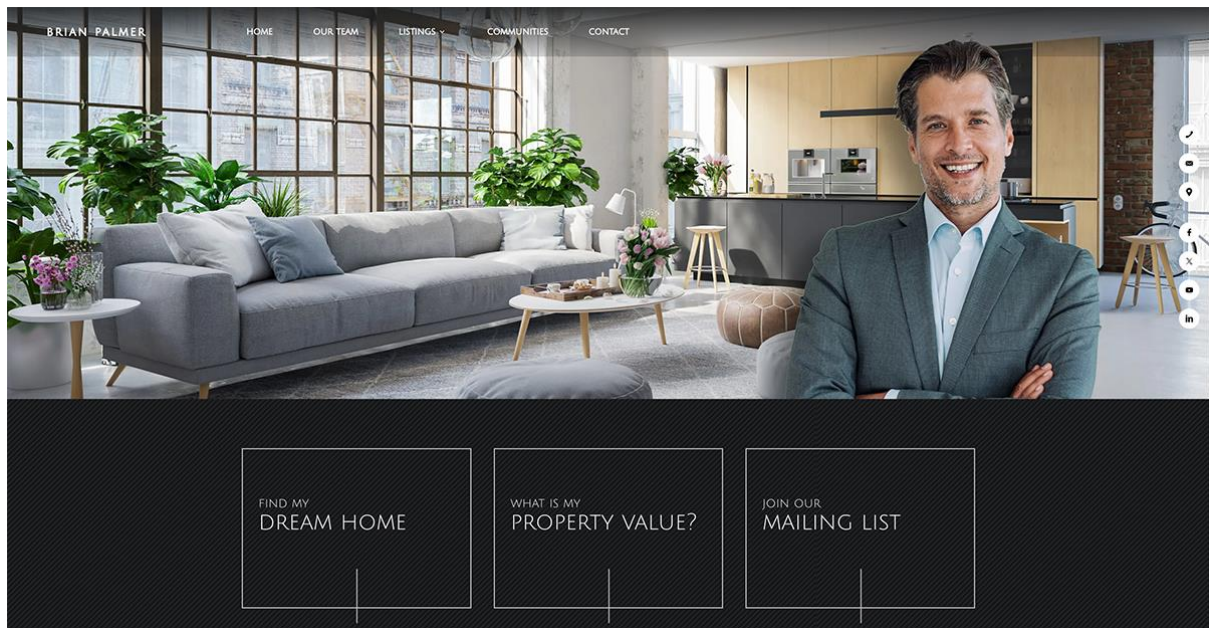 BRIAN PALMER
HOME
OUR TEAM
LISTINGS
COMMUNITIES
CONTACT
f
X
in
FIND MY
DREAM HOME
WHAT IS MY
PROPERTY VALUE?
JOIN OUR
MAILING LIST